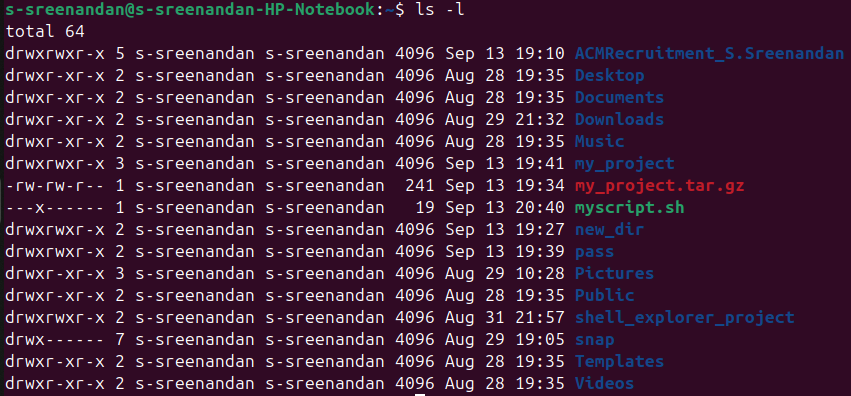 s-sreenandan@s-sreenandan-HP-Notebook:~$ ls -l
total 64
drwxrwxr-x 5 s-sreenandan s-sreenandan 4096 Sep 13 19:10 ACMRecruitment_S.Sreenandan
drwxr-xr-x 2 s-sreenandan s-sreenandan 4096 Aug 28 19:35 Desktop
drwxr-xr-x 2 s-sreenandan s-sreenandan 4096 Aug 28 19:35 Documents
drwxr-xr-x 2 s-sreenandan s-sreenandan 4096 Aug 29 21:32 Downloads
drwxr-xr-x 2 s-sreenandan s-sreenandan 4096 Aug 28 19:35 Music
drwxrwxr-x 3 s-sreenandan s-sreenandan 4096 Sep 13 19:41 my_project
-rw-rw-r-- 1 s-sreenandan s-sreenandan  241 Sep 13 19:34 my_project.tar.gz
---x------ 1 s-sreenandan s-sreenandan   19 Sep 13 20:40 myscript.sh
drwxrwxr-x 2 s-sreenandan s-sreenandan 4096 Sep 13 19:27 new_dir
drwxrwxr-x 2 s-sreenandan s-sreenandan 4096 Sep 13 19:39 pass
drwxr-xr-x 3 s-sreenandan s-sreenandan 4096 Aug 29 10:28 Pictures
drwxr-xr-x 2 s-sreenandan s-sreenandan 4096 Aug 28 19:35 Public
drwxrwxr-x 2 s-sreenandan s-sreenandan 4096 Aug 31 21:57 shell_explorer_project
drwx------ 7 s-sreenandan s-sreenandan 4096 Aug 29 19:05 snap
drwxr-xr-x 2 s-sreenandan s-sreenandan 4096 Aug 28 19:35 Templates
drwxr-xr-x 2 s-sreenandan s-sreenandan 4096 Aug 28 19:35 Videos